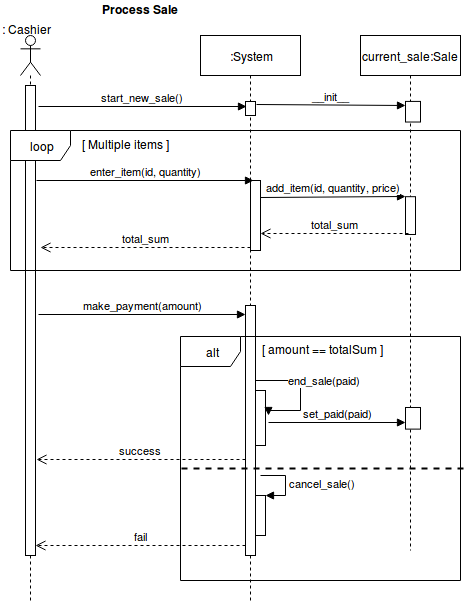 Process Sale
: Cashier
:System
current_sale:Sale
start_new_sale()
__init__
loop
[ Multiple items ]
enter_item(id, quantity)
add_item(id, quantity, price)
total_sum
total_sum
make_payment(amount)
alt
[ amount == totalSum ]
end_sale(paid)
set_paid(paid)
success
cancel_sale()
fail